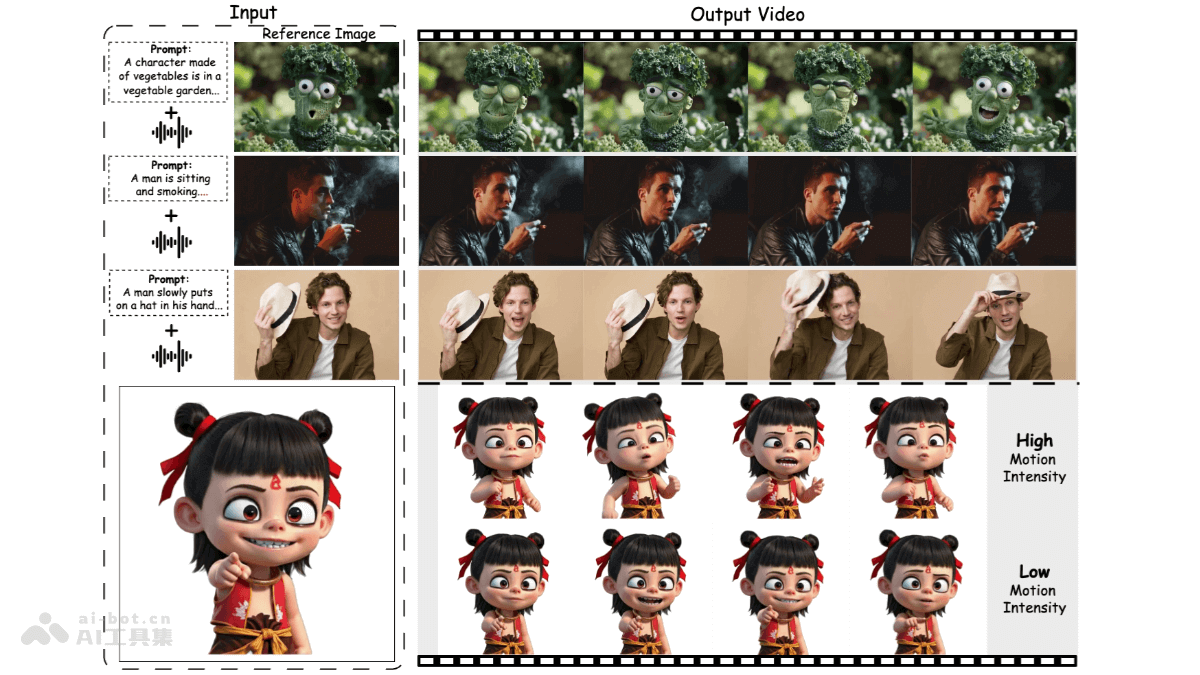 Input
Output Video
Reference Image
Prompt:
A character made
of vegetables is in a
vegetable garden...
+
Prompt:
A man is sitting
and smoking....
+
Prompt:
A man slowly puts
on a hat in his hand...
+
High
Motion
Intensity
Low
Motion
Intensity
ai-bot.cn
AI工具集